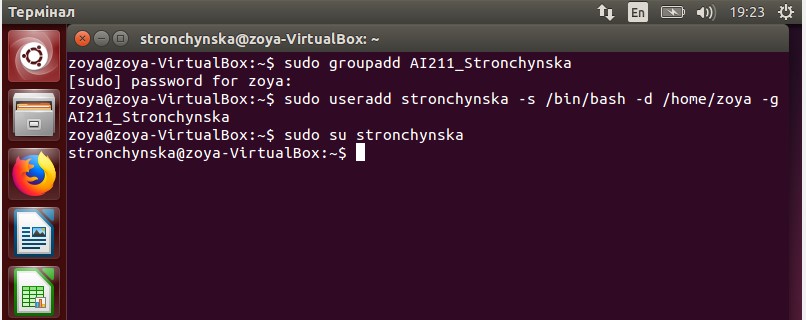 Термінал
En
19:23
stronchynska@zoya-VirtualBox: ~
zoya@zoya-VirtualBox:~$ sudo groupadd AI211_Stronchynska
[sudo] password for zoya:
zoya@zoya-VirtualBox:~$ sudo useradd stronchynska -s /bin/bash -d /home/zoya -g
AI211_Stronchynska
zoya@zoya-VirtualBox:~$ sudo su stronchynska
stronchynska@zoya-VirtualBox:~$